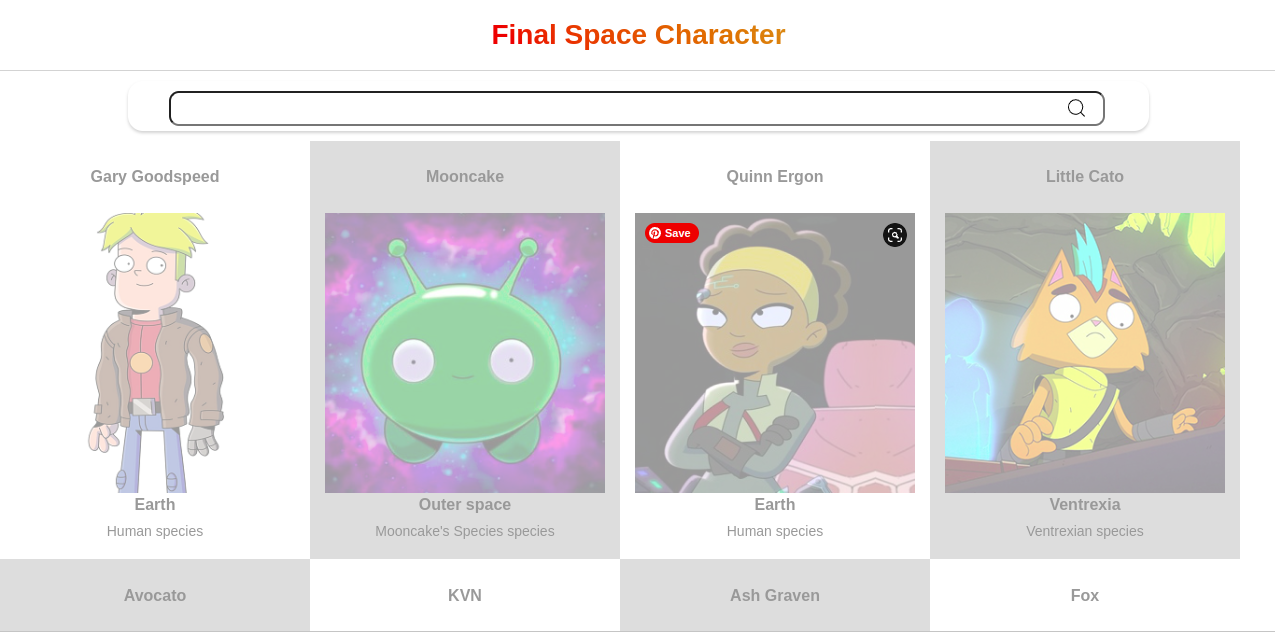 Final Space Character
Gary Goodspeed
Mooncake
Quinn Ergon
Little Cato
Save
Earth
Outer space
Earth
Ventrexia
Human species
Mooncake's Species species
Human species
Ventrexian species
Avocato
KVN
Ash Graven
Fox